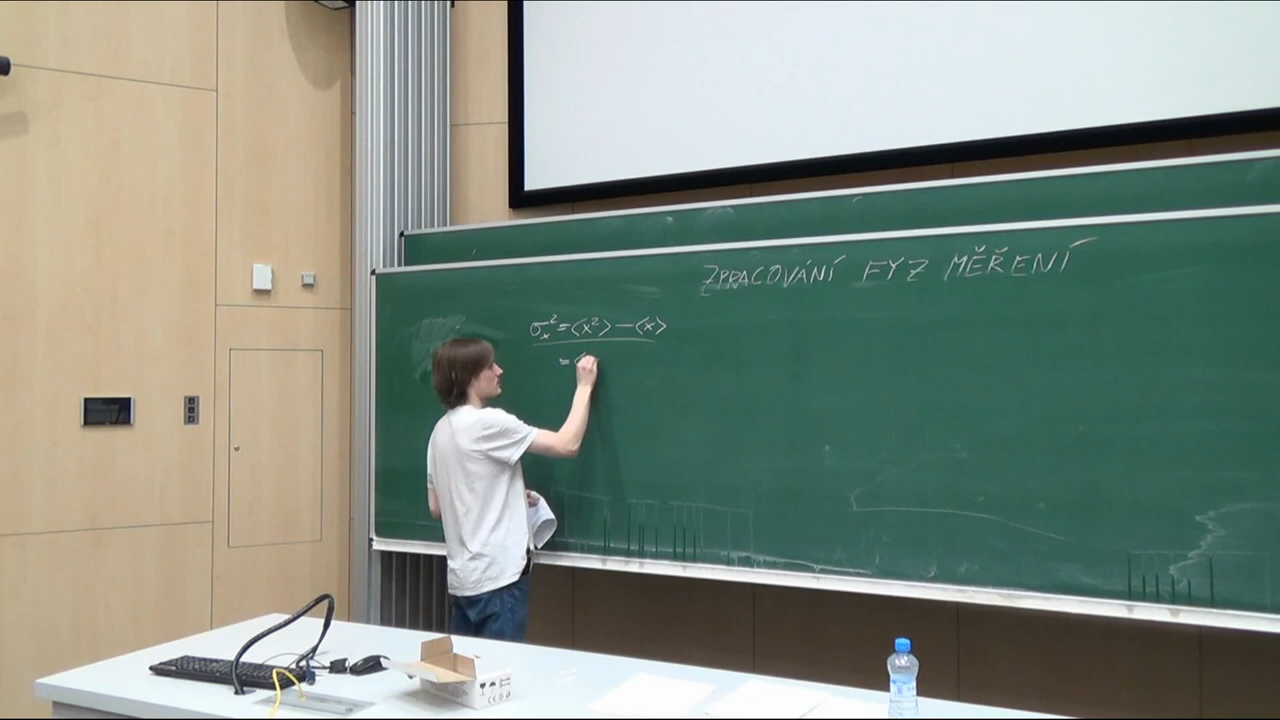 ZPRACOVÁNÍ FYZ MĚŘENÍ
σₓ² = ⟨x²⟩ − ⟨x⟩
= ⟨